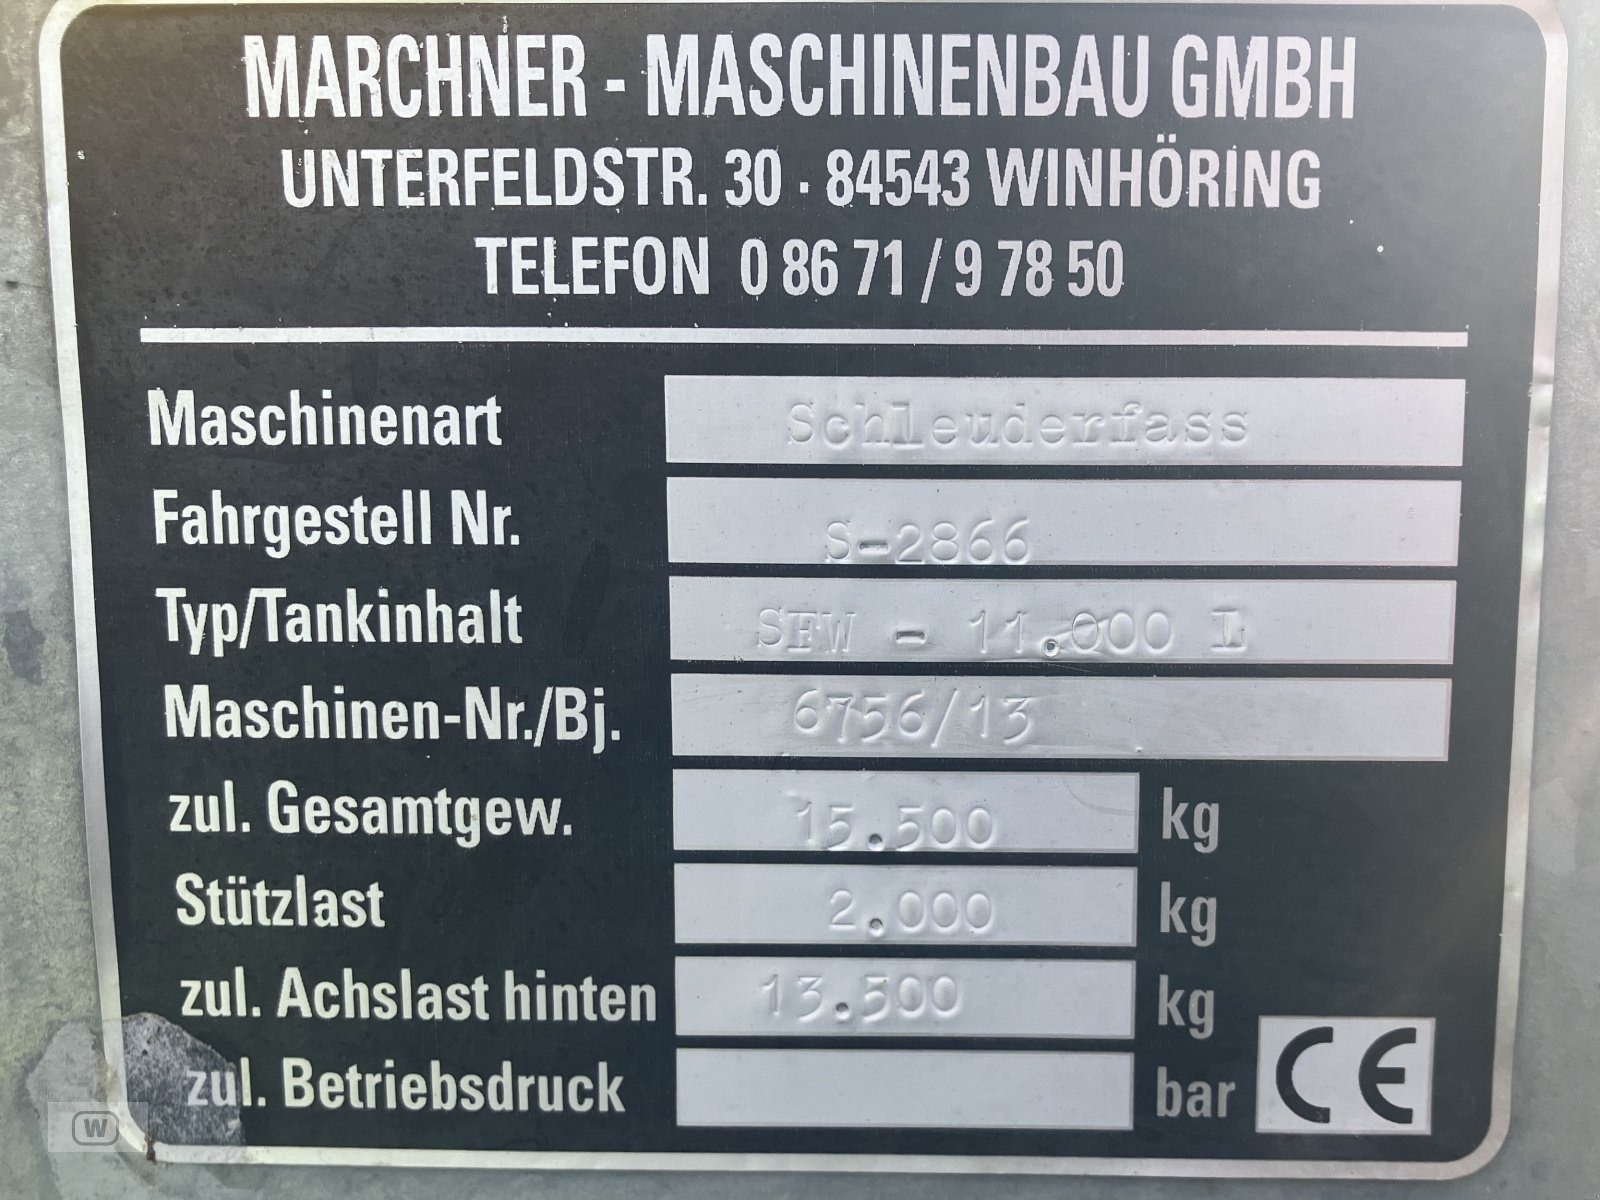 MARCHNER - MASCHINENBAU GMBH
UNTERFELDSTR. 30 · 84543 WINHÖRING
TELEFON 0 86 71 / 9 78 50
Maschinenart Schleuderfass
Fahrgestell Nr. S-2866
Typ/Tankinhalt SFW - 11.000 L
Maschinen-Nr./Bj. 6756/13
zul. Gesamtgew. 15.500 kg
Stützlast 2.000 kg
zul. Achslast hinten 13.500 kg
zul. Betriebsdruck bar CE
W